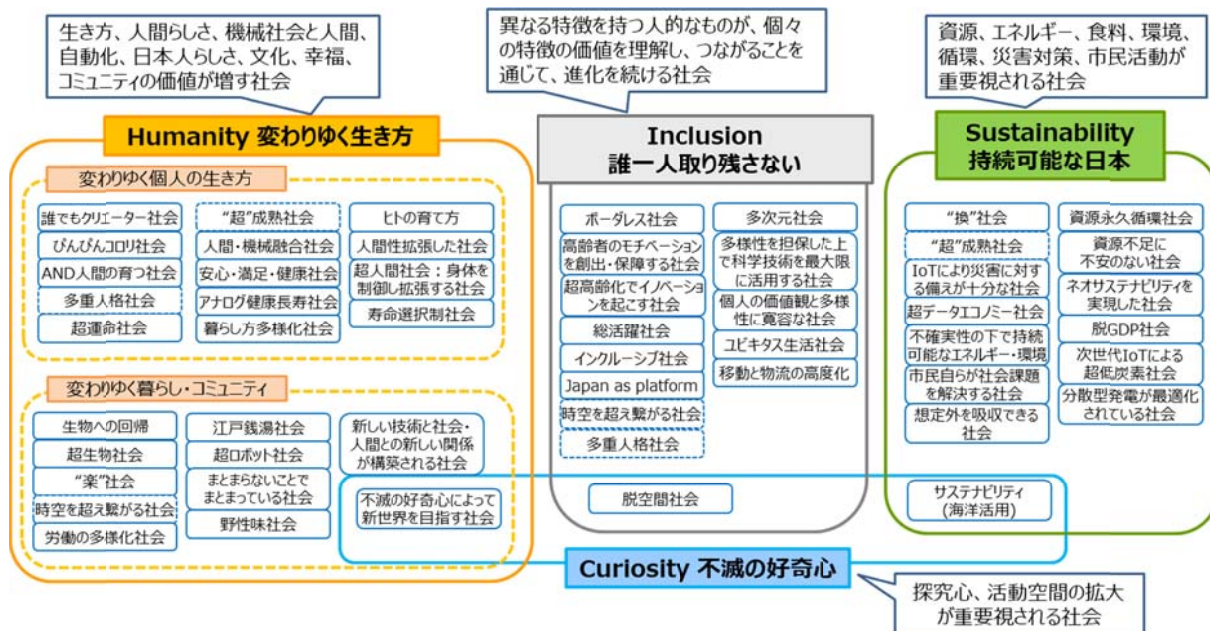 生き方、人間らしさ、機械社会と人間、
自動化、日本人らしさ、文化、幸福、
コミュニティの価値が増す社会
異なる特徴を持つ人的なものが、個々
の特徴の価値を理解し、つながることを
通じて、進化を続ける社会
資源、エネルギー、食料、環境、
循環、災害対策、市民活動が
重要視される社会
Humanity 変わりゆく生き方
変わりゆく個人の生き方
誰でもクリエーター社会
ぴんぴんコロリ社会
AND人間の育つ社会
多重人格社会
超運命社会
“超”成熟社会
人間・機械融合社会
安心・満足・健康社会
アナログ健康長寿社会
暮らし方多様化社会
ヒトの育て方
人間性拡張した社会
超人間社会：身体を
制御し拡張する社会
寿命選択制社会
変わりゆく暮らし・コミュニティ
生物への回帰
超生物社会
“楽”社会
時空を超え繋がる社会
労働の多様化社会
江戸銭湯社会
超ロボット社会
まとまらないことで
まとまっている社会
野性味社会
新しい技術と社会・
人間との新しい関係
が構築される社会
不滅の好奇心によって
新世界を目指す社会
Inclusion
誰一人取り残さない
ボーダレス社会
高齢者のモチベーション
を創出・保障する社会
超高齢化でイノベーショ
ンを起こす社会
総活躍社会
インクルーシブ社会
Japan as platform
時空を超え繋がる社会
多重人格社会
多次元社会
多様性を担保した上
で科学技術を最大限
に活用する社会
個人の価値観と多様
性に寛容な社会
ユビキタス生活社会
移動と物流の高度化
脱空間社会
Sustainability
持続可能な日本
“換”社会
“超”成熟社会
IoTにより災害に対す
る備えが十分な社会
超データエコノミー社会
不確実性の下で持続
可能なエネルギー・環境
市民自らが社会課題
を解決する社会
想定外を吸収できる
社会
資源永久循環社会
資源不足に
不安のない社会
ネオサステナビリティを
実現した社会
脱GDP社会
次世代IoTによる
超低炭素社会
分散型発電が最適化
されている社会
サステナビリティ
(海洋活用)
Curiosity 不滅の好奇心
探究心、活動空間の拡大
が重要視される社会